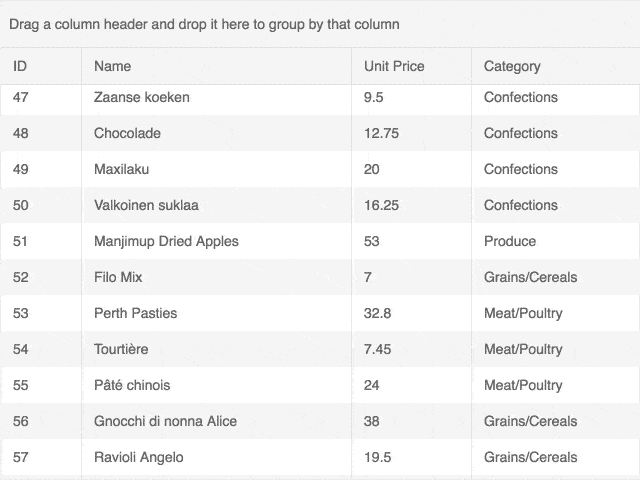 Drag a column header and drop it here to group by that column
ID Name Unit Price Category
47 Zaanse koeken 9.5 Confections
48 Chocolade 12.75 Confections
49 Maxilaku 20 Confections
50 Valkoinen suklaa 16.25 Confections
51 Manjimup Dried Apples 53 Produce
52 Filo Mix 7 Grains/Cereals
53 Perth Pasties 32.8 Meat/Poultry
54 Tourtière 7.45 Meat/Poultry
55 Pâté chinois 24 Meat/Poultry
56 Gnocchi di nonna Alice 38 Grains/Cereals
57 Ravioli Angelo 19.5 Grains/Cereals